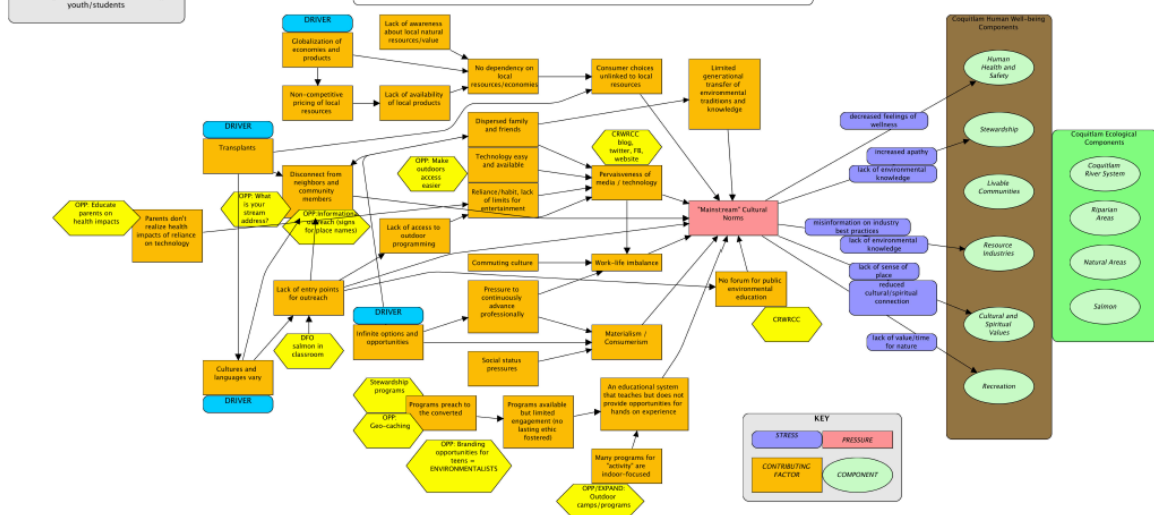 youth/students
DRIVER
Globalization of
economies and
products
Non-competitive
pricing of local
resources
Lack of awareness
about local natural
resources/value
Lack of availability
of local products
No dependency on
local
resources/economies
Consumer choices
unlinked to local
resources
Limited
generational
transfer of
environmental
traditions and
knowledge
DRIVER
Transplants
Disconnect from
neighbors and
community
members
Dispersed family
and friends
Technology easy
and available
Reliance/habit, lack
of limits for
entertainment
CRWRCC
blog,
twitter, FB,
website
Pervasiveness of
media / technology
OPP: Make
outdoors
access
easier
OPP: What
is your
stream
address?
OPP: Educate
parents on
health impacts
Parents don't
realize health
impacts of reliance
on technology
OPP:Information
outreach (signs
for place names)
Lack of access to
outdoor
programming
"Mainstream" Cultural
Norms
Commuting culture
Work-life imbalance
Lack of entry points
for outreach
Pressure to
continuously
advance
professionally
No forum for public
environmental
education
CRWRCC
DFO
salmon in
classroom
DRIVER
Infinite options and
opportunities
Materialism /
Consumerism
Social status
pressures
Cultures and
languages vary
DRIVER
Stewardship
programs
Programs preach to
the converted
OPP:
Geo-caching
Programs available
but limited
engagement (no
lasting ethic
fostered)
An educational system
that teaches but does not
provide opportunities for
hands on experience
OPP: Branding
opportunities for
teens =
ENVIRONMENTALISTS
Many programs for
"activity" are
indoor-focused
OPP/EXPAND:
Outdoor
camps/programs
decreased feelings of
wellness
increased apathy
lack of environmental
knowledge
misinformation on industry
best practices
lack of environmental
knowledge
lack of sense of
place
reduced
cultural/spiritual
connection
lack of value/time
for nature
Coquitlam Human Well-being
Components
Human
Health and
Safety
Stewardship
Livable
Communities
Resource
Industries
Cultural and
Spiritual
Values
Recreation
Coquitlam Ecological
Components
Coquitlam
River System
Riparian
Areas
Natural Areas
Salmon
KEY
STRESS
PRESSURE
CONTRIBUTING
FACTOR
COMPONENT